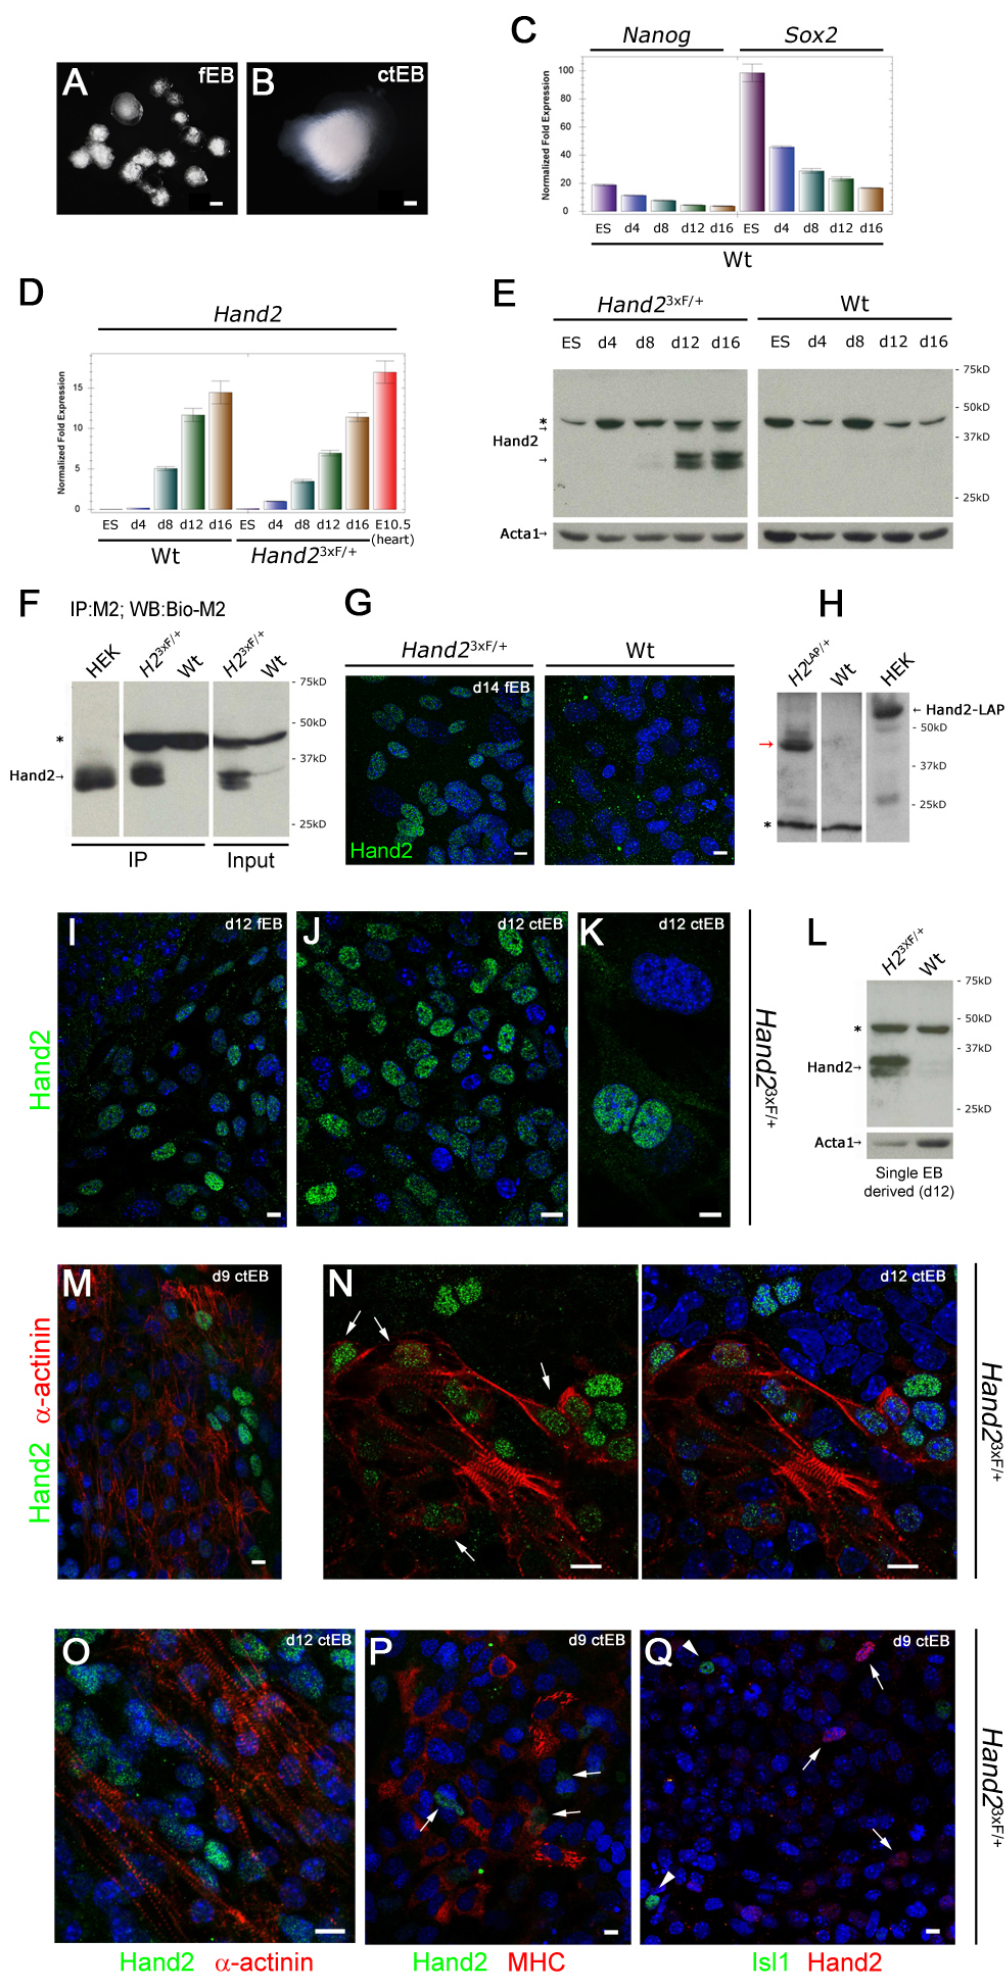 A
fEB
B
ctEB
C
Nanog
Sox2
Normalized Fold Expression
100
80
60
40
20
0
ES d4 d8 d12 d16 ES d4 d8 d12 d16
Wt
D
Hand2
Normalized Fold Expression
15
10
5
0
ES d4 d8 d12 d16 ES d4 d8 d12 d16 E10.5
(heart)
Wt
Hand2 3xF/+
E
Hand2 3xF/+
Wt
ES d4 d8 d12 d16
ES d4 d8 d12 d16
- 75kD
- 50kD
- 37kD
- 25kD
*
→
Hand2
→
Acta1→
F
IP:M2; WB:Bio-M2
HEK
H2 3xF/+
Wt
H2 3xF/+
Wt
- 75kD
- 50kD
- 37kD
- 25kD
*
Hand2→
IP
Input
G
Hand2 3xF/+
Wt
d14 fEB
Hand2
H
H2 LAP/+
Wt
HEK
← Hand2-LAP
- 50kD
- 37kD
- 25kD
→
*
I
d12 fEB
J
d12 ctEB
K
d12 ctEB
Hand2
Hand2 3xF/+
L
H2 3XF/+
Wt
- 75kD
- 50kD
- 37kD
- 25kD
*
Hand2→
Acta1→
Single EB
derived (d12)
M
d9 ctEB
N
d12 ctEB
Hand2 α-actinin
Hand2 3xF/+
O
d12 ctEB
P
d9 ctEB
Q
d9 ctEB
Hand2 3xF/+
Hand2 α-actinin
Hand2 MHC
Isl1 Hand2